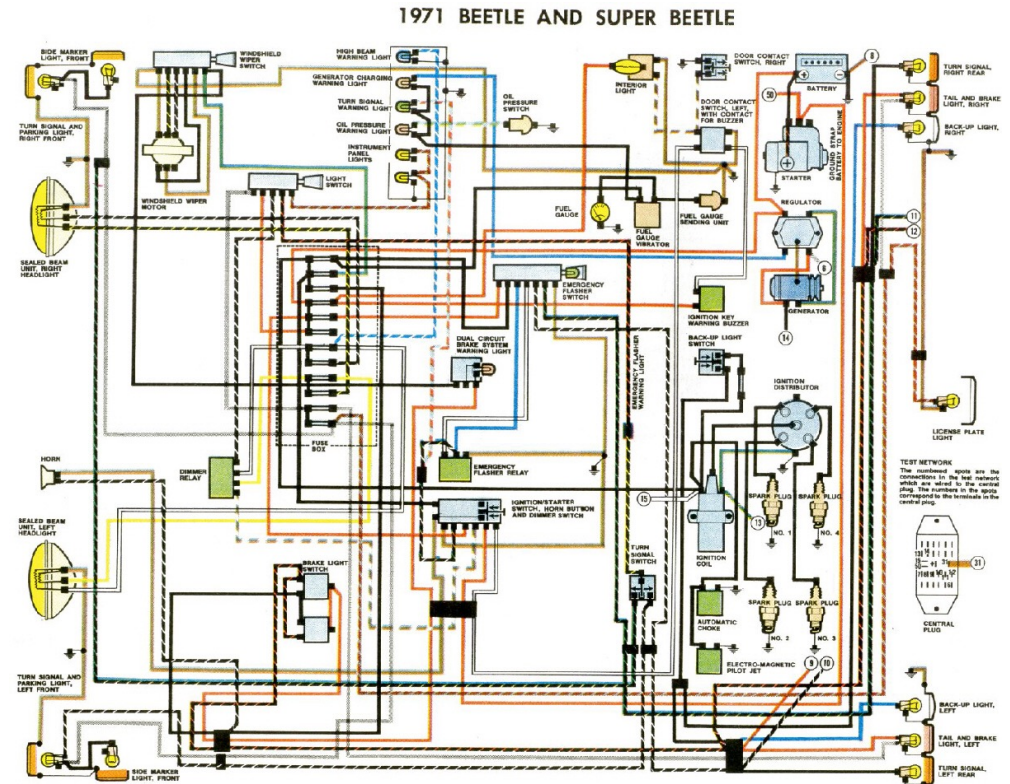 1971 BEETLE AND SUPER BEETLE
SIDE MARKER
LIGHT, FRONT
WINDSHIELD
WIPER
SWITCH
HIGH BEAM
WARNING LIGHT
GENERATOR CHARGING
WARNING LIGHT
TURN SIGNAL
WARNING LIGHT
OIL PRESSURE
WARNING LIGHT
INSTRUMENT
PANEL
LIGHTS
OIL
PRESSURE
SWITCH
INTERIOR
LIGHT
DOOR CONTACT
SWITCH, RIGHT
DOOR CONTACT
SWITCH, LEFT,
WITH CONTACT
FOR BUZZER
BATTERY
8
50
TURN SIGNAL,
RIGHT REAR
TAIL AND BRAKE
LIGHT, RIGHT
BACK-UP LIGHT,
RIGHT
GROUND STRAP
BATTERY TO ENGINE
STARTER
TURN SIGNAL AND
PARKING LIGHT,
RIGHT FRONT
WINDSHIELD WIPER
MOTOR
LIGHT
SWITCH
FUEL
GAUGE
FUEL
GAUGE
VIBRATOR
FUEL GAUGE
SENDING UNIT
REGULATOR
11
12
6
GENERATOR
14
SEALED BEAM
UNIT, RIGHT
HEADLIGHT
EMERGENCY
FLASHER
SWITCH
IGNITION KEY
WARNING BUZZER
BACK-UP LIGHT
SWITCH
DUAL CIRCUIT
BRAKE SYSTEM
WARNING LIGHT
EMERGENCY FLASHER
WARNING LIGHT
IGNITION
DISTRIBUTOR
LICENSE PLATE
LIGHT
FUSE
BOX
HORN
DIMMER
RELAY
EMERGENCY
FLASHER RELAY
TEST NETWORK
The numbered spots are the
connections in the test network
which are wired to the central
plug. The numbers in the spots
correspond to the terminals in the
central plug.
15
SPARK PLUG
NO. 1
SPARK PLUG
NO. 4
13
IGNITION/STARTER
SWITCH, HORN BUTTON
AND DIMMER SWITCH
SEALED BEAM
UNIT, LEFT
HEADLIGHT
IGNITION
COIL
TURN
SIGNAL
SWITCH
BRAKE LIGHT
SWITCH
31
CENTRAL
PLUG
SPARK PLUG
NO. 2
SPARK PLUG
NO. 3
AUTOMATIC
CHOKE
ELECTRO-MAGNETIC
PILOT JET
9
10
TURN SIGNAL AND
PARKING LIGHT,
LEFT FRONT
BACK-UP LIGHT,
LEFT
TAIL AND BRAKE
LIGHT, LEFT
TURN SIGNAL
LEFT REAR
SIDE MARKER
LIGHT, FRONT